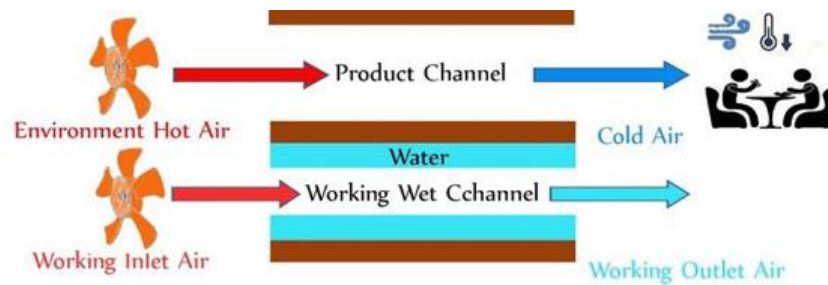 Product Channel
Environment Hot Air
Cold Air
Water
Working Wet Cchannel
Working Inlet Air
Working Outlet Air